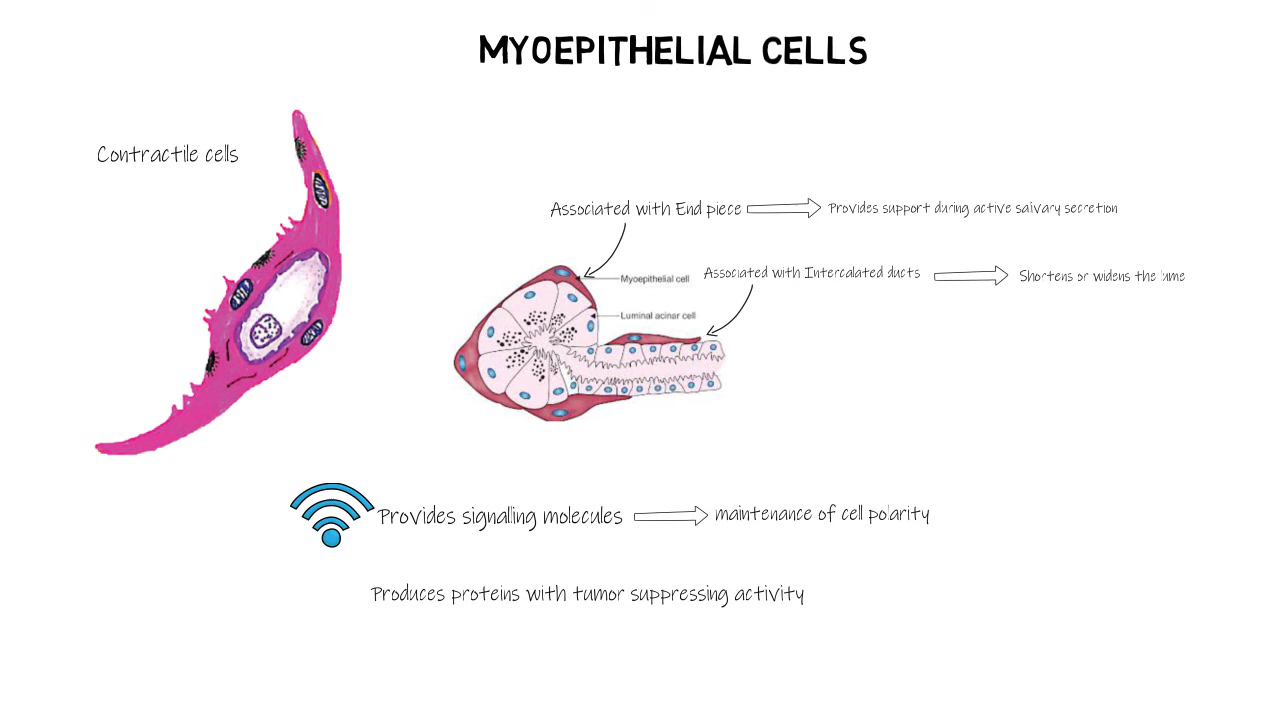 MYOEPITHELIAL CELLS
Contractile cells
Associated with End piece
Provides support during active salivary secretion
Myoepithelial cell
Associated with Intercalated ducts
Shortens or widens the lume
Luminal acinar cell
Provides signalling molecules
maintenance of cell polarity
Produces proteins with tumor suppressing activity